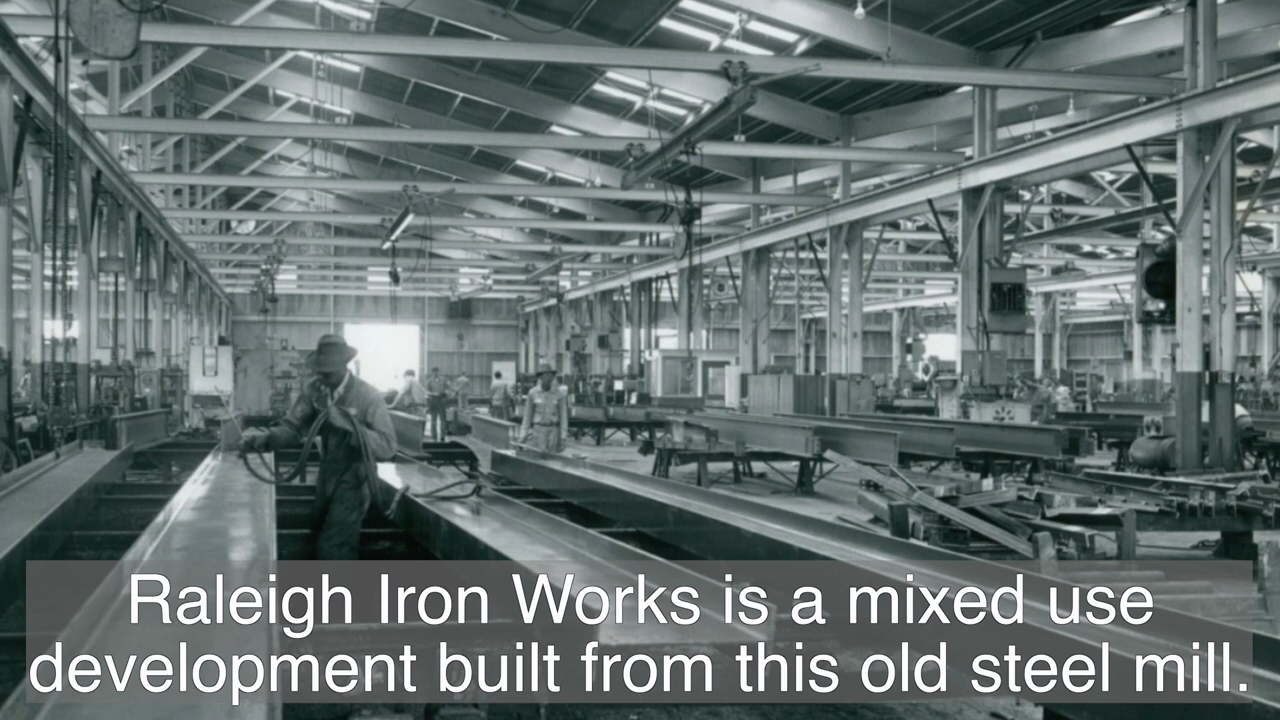 Raleigh Iron Works is a mixed use
development built from this old steel mill.